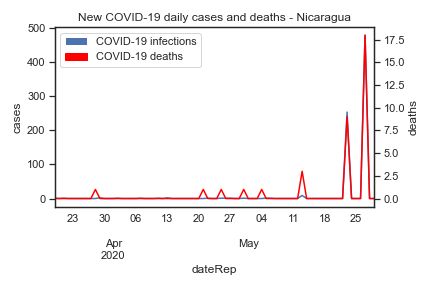 New COVID-19 daily cases and deaths - Nicaragua
COVID-19 infections
COVID-19 deaths
500
400
300
200
100
0
cases
17.5
15.0
12.5
10.0
7.5
5.0
2.5
0.0
deaths
23 30 06 13 20 27 04 11 18 25
Apr May
2020
dateRep